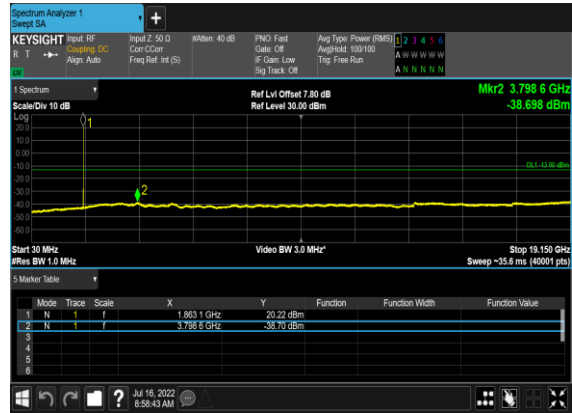 Spectrum Analyzer 1
Swept SA
KEYSIGHT Input: RF Input Z: 50 Ω #Atten: 40 dB PNO: Fast Avg Type: Power (RMS) 1 2 3 4 5 6
R T Coupling: DC Corr CCorr Gate: Off Avg|Hold: 100/100 A W W W W W
Align: Auto Freq Ref: Int (S) IF Gain: Low Trig: Free Run
Sig Track: Off A N N N N N
1 Spectrum Ref Lvl Offset 7.80 dB Mkr2 3.798 6 GHz
Scale/Div 10 dB Ref Level 30.00 dBm -38.698 dBm
Log
20.0
10.0
0.00
-10.0
-20.0
-30.0
-40.0
-50.0
-60.0
1
2
DL1 -13.00 dBm
Start 30 MHz Video BW 3.0 MHz* Stop 19.150 GHz
#Res BW 1.0 MHz Sweep ~35.6 ms (40001 pts)
5 Marker Table
Mode Trace Scale X Y Function Function Width Function Value
1 N 1 f 1.863 1 GHz 20.22 dBm
2 N 1 f 3.798 6 GHz -38.70 dBm
3
4
5
6
Jul 16, 2022
8:58:43 AM